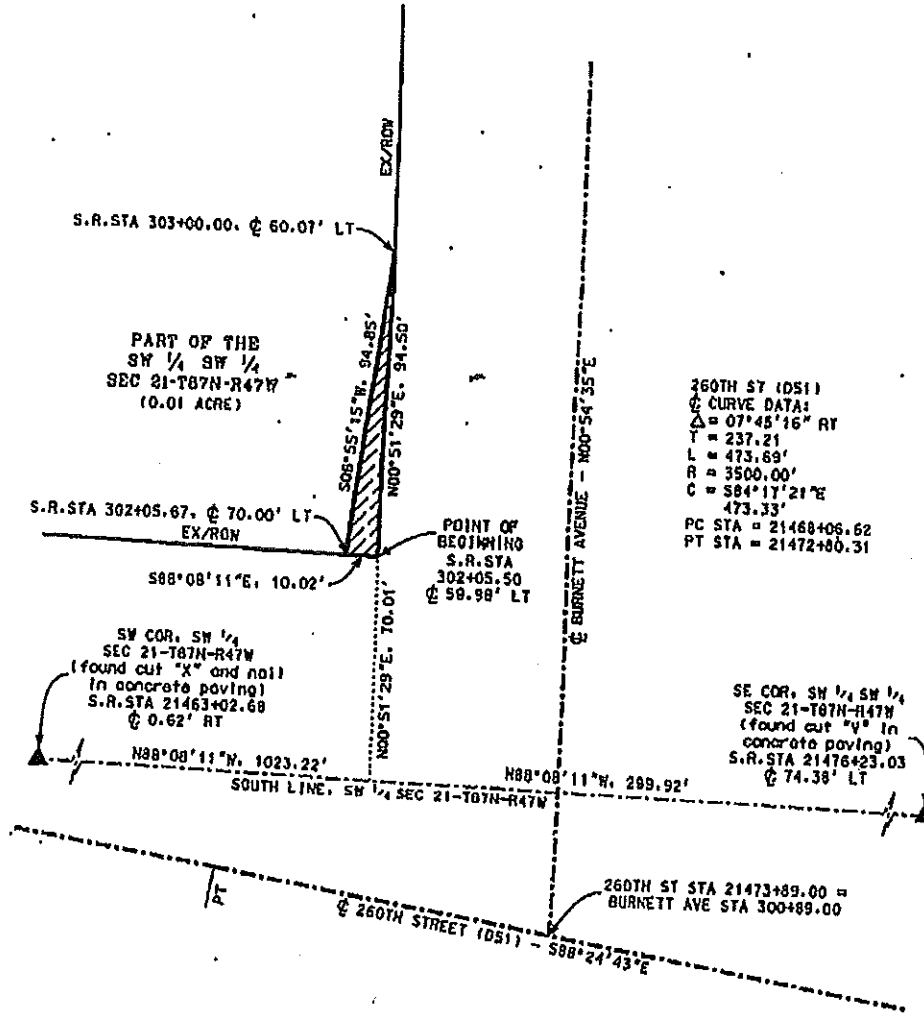 EX/ROW
S.R.STA 303+00.00, ℄ 60.07' LT
S06°55'15"W, 94.85'
N00°51'29"E, 94.50'
PART OF THE
SW 1/4 SW 1/4
SEC 21-T87N-R47W
(0.01 ACRE)
℄ BURNETT AVENUE - N00°54'35"E
260TH ST (DS1)
℄ CURVE DATA:
Δ = 07°45'16" RT
T = 237.21
L = 473.69'
R = 3500.00'
C = S84°17'21"E
473.33'
PC STA = 21468+06.62
PT STA = 21472+80.31
S.R.STA 302+05.67, ℄ 70.00' LT
EX/ROW
S88°08'11"E, 10.02'
POINT OF
BEGINNING
S.R.STA
302+05.50
℄ 59.98' LT
N00°51'29"E, 70.01'
SW COR, SW 1/4
SEC 21-T87N-R47W
(found cut "X" and nail
in concrete paving)
S.R.STA 21463+02.68
℄ 0.62' RT
SE COR, SW 1/4 SW 1/4
SEC 21-T87N-R47W
(found cut "V" in
concrete paving)
S.R.STA 21476+23.03
℄ 74.38' LT
N88°08'11"W, 1023.22'
N88°08'11"W, 299.92'
SOUTH LINE, SW 1/4 SEC 21-T87N-R47W
PT
℄ 260TH STREET (DS1) - S88°24'43"E
260TH ST STA 21473+89.00 =
BURNETT AVE STA 300+89.00